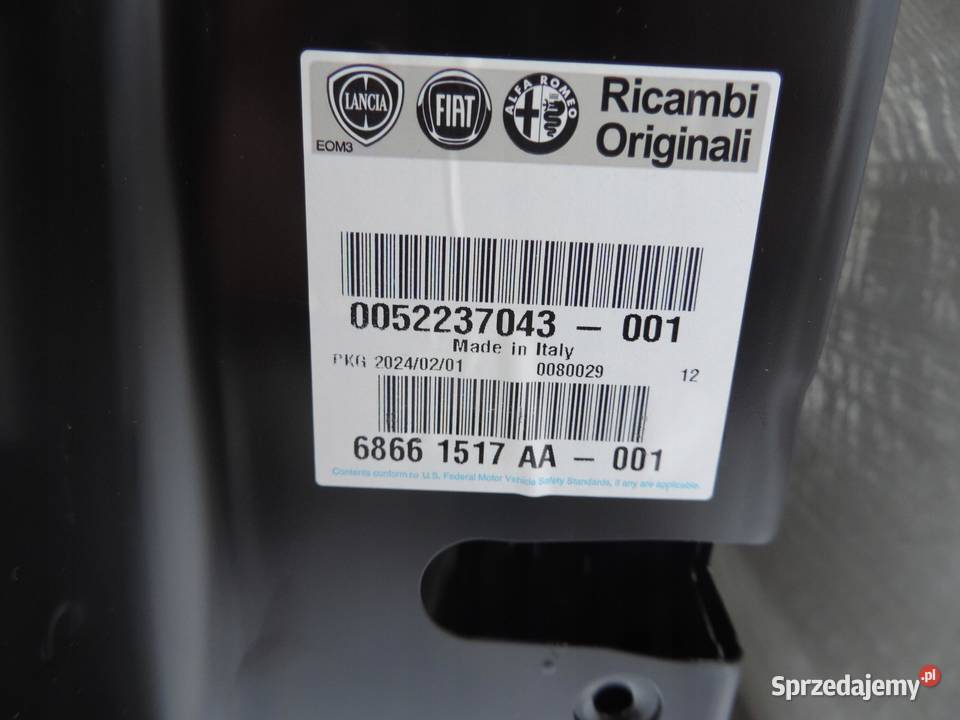 LANCIA
FIAT
ALFA ROMEO
Ricambi
Originali
EOM3
0052237043 - 001
Made in Italy
PKG 2024/02/01 0080029 12
6866 1517 AA - 001
Contents conform to U.S. Federal Motor Vehicle Safety Standards, if any are applicable.
Sprzedajemy.pl